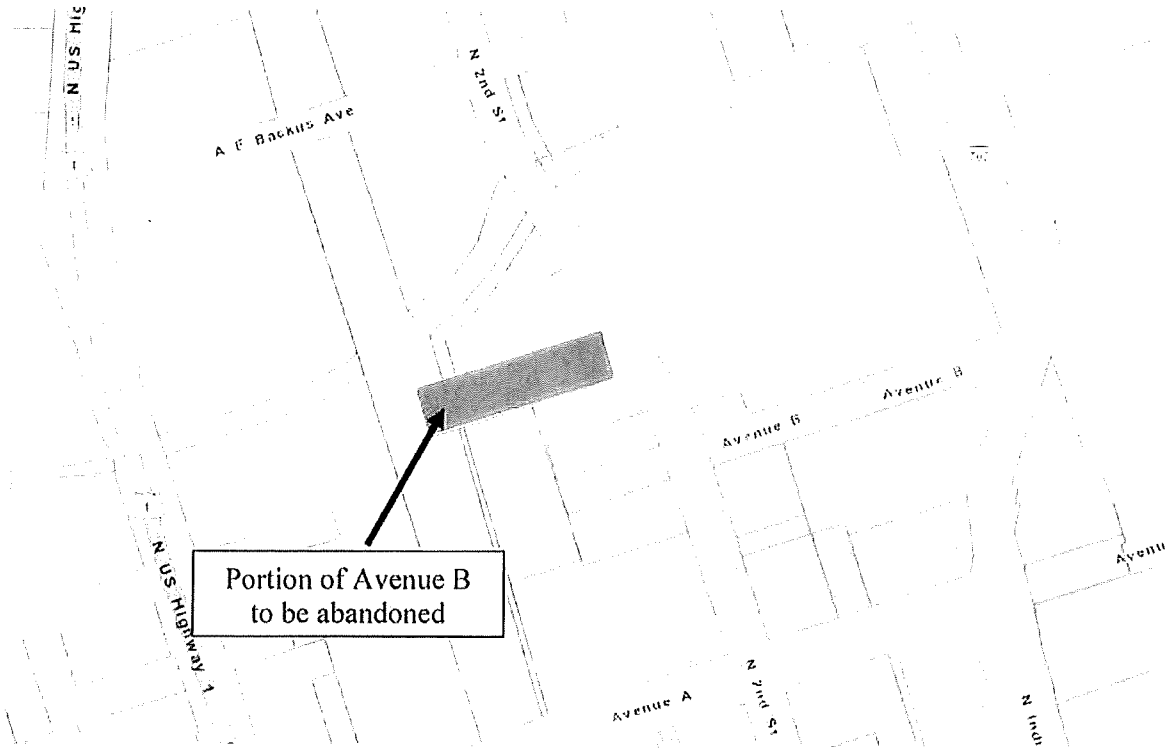 N US Hig
N 2nd St
A E Backus Ave
Avenue B
Avenue B
Portion of Avenue B
to be abandoned
N US Highway 1
Avenu
Avenue A
N 2nd St
N Indi